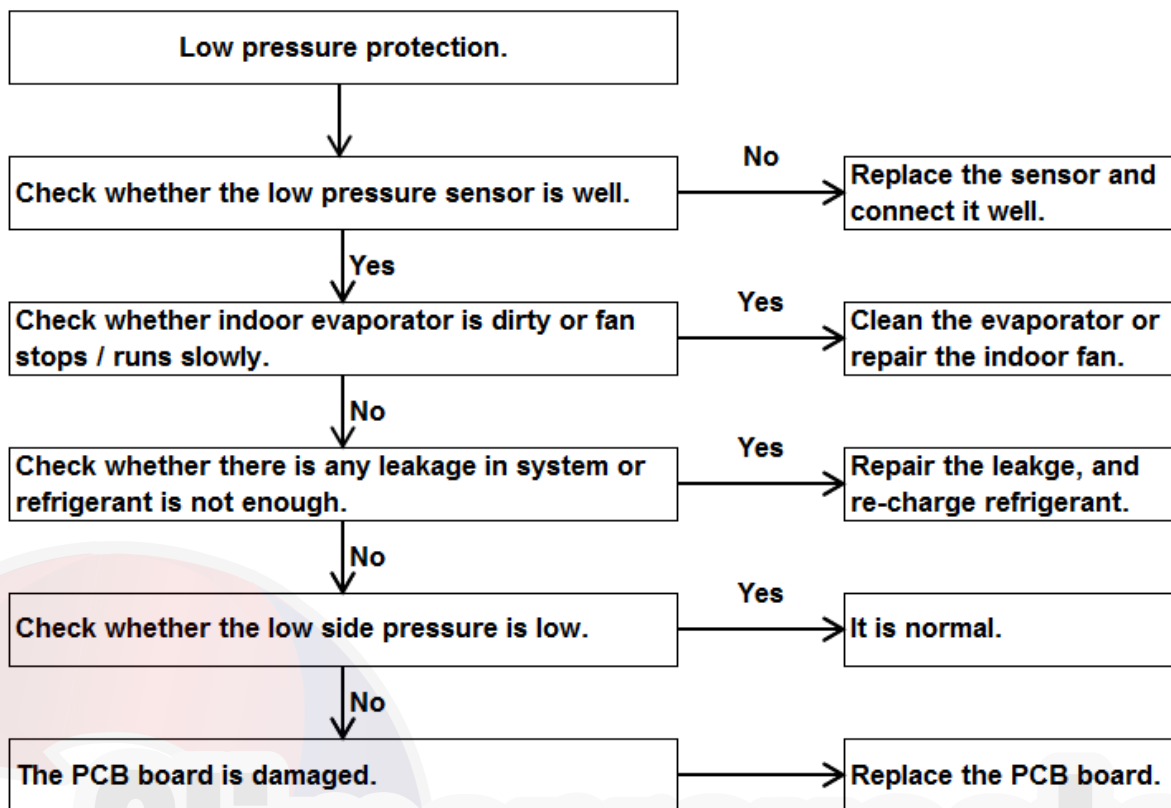 Low pressure protection.
No
Check whether the low pressure sensor is well.
Replace the sensor and
connect it well.
Yes
Yes
Check whether indoor evaporator is dirty or fan
stops / runs slowly.
Clean the evaporator or
repair the indoor fan.
No
Yes
Check whether there is any leakage in system or
refrigerant is not enough.
Repair the leakge, and
re-charge refrigerant.
No
Yes
Check whether the low side pressure is low.
It is normal.
No
The PCB board is damaged.
Replace the PCB board.